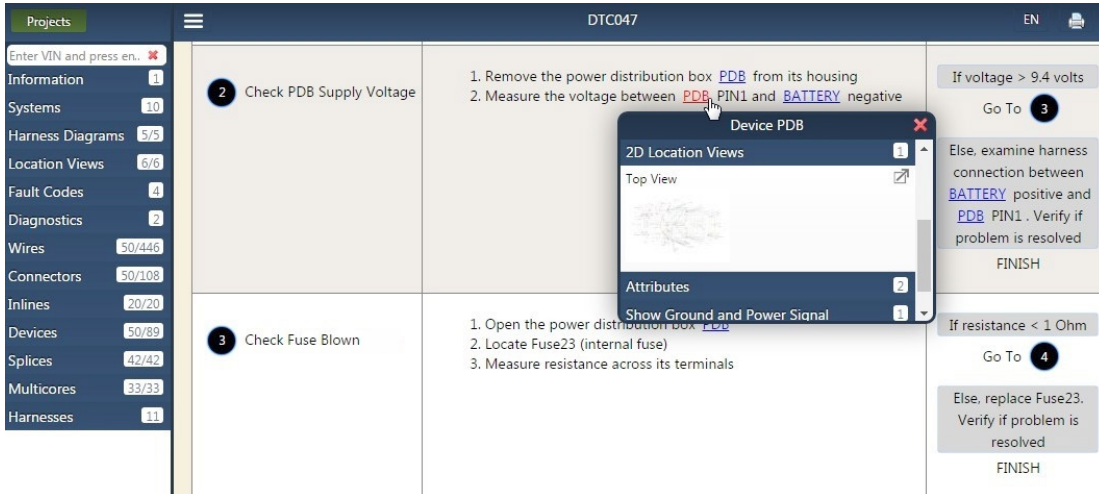 Projects
DTC047
EN
Enter VIN and press en..
Information 1
Systems 10
Harness Diagrams 5/5
Location Views 6/6
Fault Codes 4
Diagnostics 2
Wires 50/446
Connectors 50/108
Inlines 20/20
Devices 50/89
Splices 42/42
Multicores 33/33
Harnesses 11
2 Check PDB Supply Voltage
1. Remove the power distribution box PDB from its housing
2. Measure the voltage between PDB PIN1 and BATTERY negative
If voltage > 9.4 volts
Go To 3
Else, examine harness
connection between
BATTERY positive and
PDB PIN1 . Verify if
problem is resolved
FINISH
Device PDB
2D Location Views 1
Top View
Attributes 2
Show Ground and Power Signal 1
3 Check Fuse Blown
1. Open the power distribution box PDB
2. Locate Fuse23 (internal fuse)
3. Measure resistance across its terminals
If resistance < 1 Ohm
Go To 4
Else, replace Fuse23.
Verify if problem is
resolved
FINISH